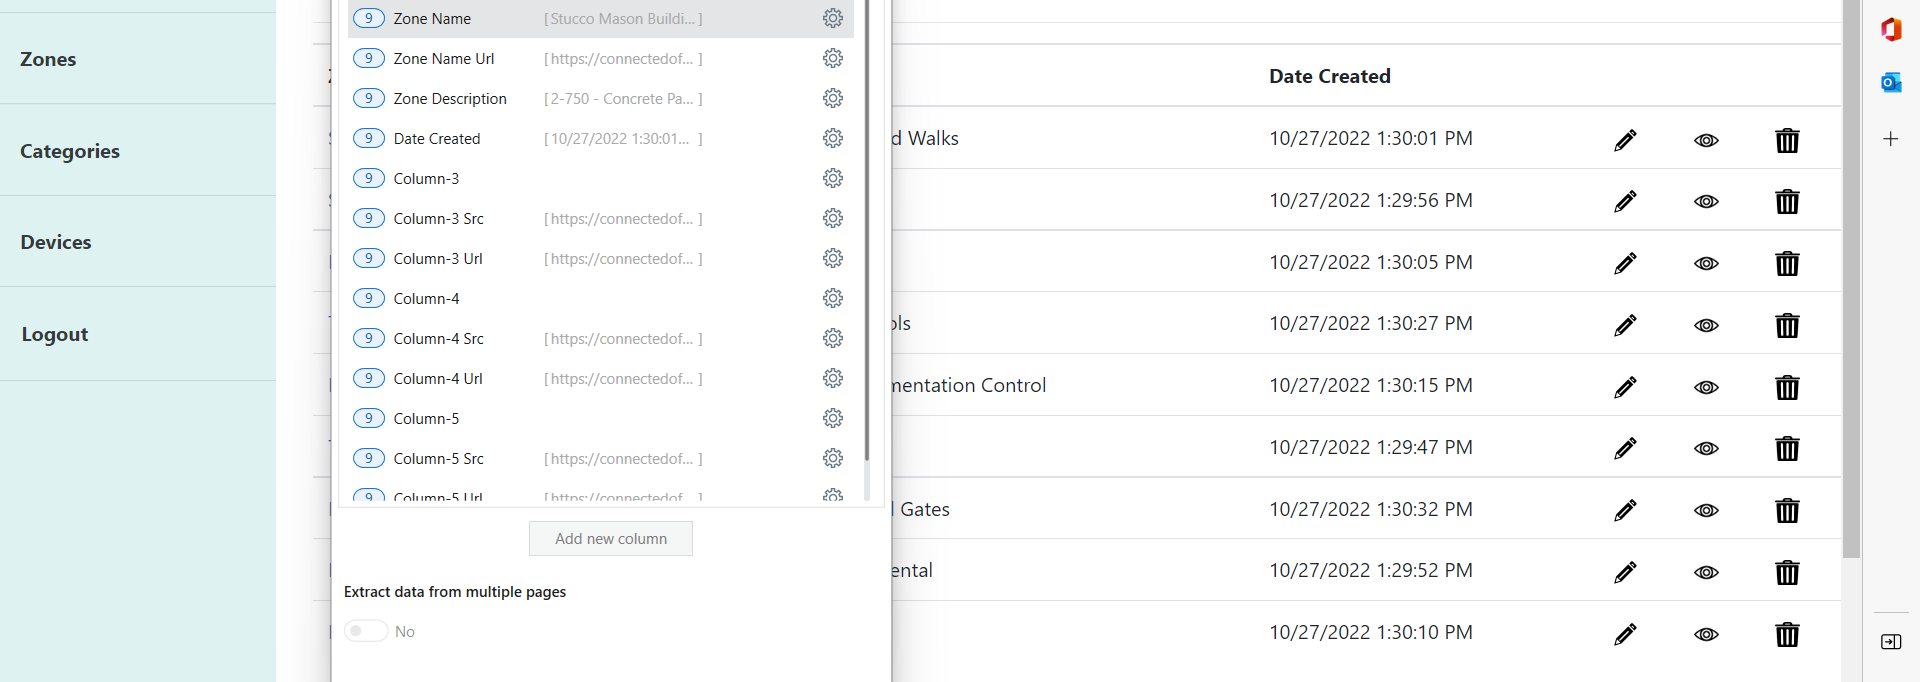 Zones
Categories
Devices
Logout
9 Zone Name [ Stucco Mason Buildi... ]
9 Zone Name Url [ https://connectedof... ]
9 Zone Description [ 2-750 - Concrete Pa... ]
9 Date Created [ 10/27/2022 1:30:01... ]
9 Column-3
9 Column-3 Src [ https://connectedof... ]
9 Column-3 Url [ https://connectedof... ]
9 Column-4
9 Column-4 Src [ https://connectedof... ]
9 Column-4 Url [ https://connectedof... ]
9 Column-5
9 Column-5 Src [ https://connectedof... ]
9 Column-5 Url [ https://connectedof... ]
Add new column
Extract data from multiple pages
No
Date Created
d Walks 10/27/2022 1:30:01 PM
10/27/2022 1:29:56 PM
10/27/2022 1:30:05 PM
ols 10/27/2022 1:30:27 PM
mentation Control 10/27/2022 1:30:15 PM
10/27/2022 1:29:47 PM
Gates 10/27/2022 1:30:32 PM
ental 10/27/2022 1:29:52 PM
10/27/2022 1:30:10 PM